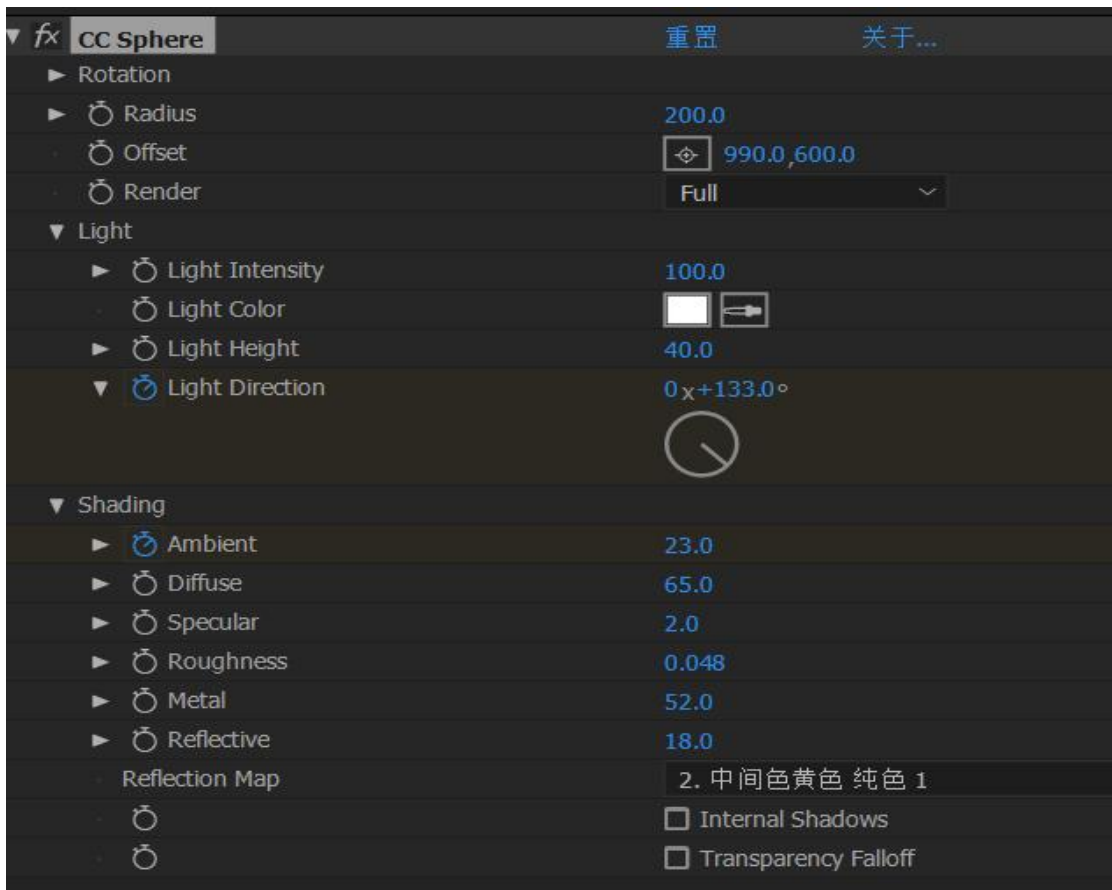 fx CC Sphere 重置 关于...
Rotation
Radius 200.0
Offset 990.0,600.0
Render Full
Light
Light Intensity 100.0
Light Color
Light Height 40.0
Light Direction 0x+133.0°
Shading
Ambient 23.0
Diffuse 65.0
Specular 2.0
Roughness 0.048
Metal 52.0
Reflective 18.0
Reflection Map 2. 中间色黄色 纯色 1
Internal Shadows
Transparency Falloff